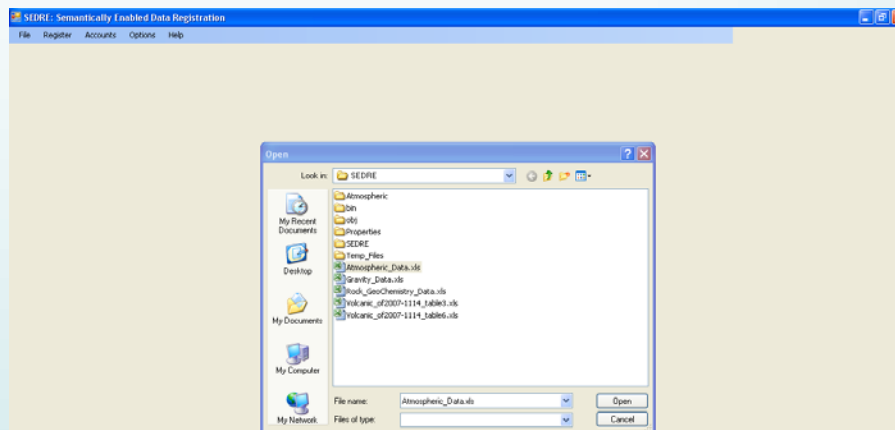 SEDRE: Semantically Enabled Data Registration
File Register Accounts Options Help
Open
Look in: SEDRE
My Recent Documents
Desktop
My Documents
My Computer
My Network
Atmospheric
bin
obj
Properties
SEDRE
Temp_Files
Atmospheric_Data.xls
Gravity_Data.xls
Rock_GeoChemistry_Data.xls
Volcanic_of2007-1114_table3.xls
Volcanic_of2007-1114_table6.xls
File name: Atmospheric_Data.xls Open
Files of type: Cancel